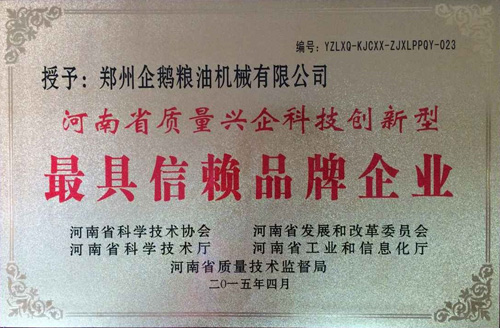 编号：YZLXQ-KJCXX-ZJXLPPQY-023
授予：郑州企鹅粮油机械有限公司
河南省质量兴企科技创新型
最具信赖品牌企业
河南省科学技术协会 河南省发展和改革委员会
河南省科学技术厅 河南省工业和信息化厅
河南省质量技术监督局
二〇一五年四月